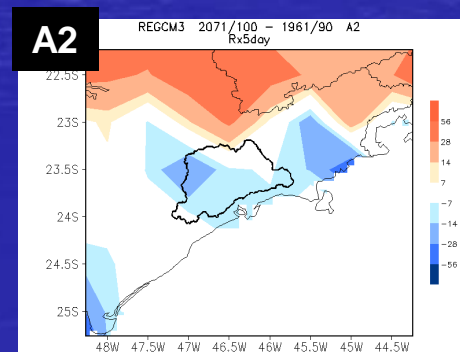 A2
REGCM3 2071/100 - 1961/90 A2
Rx5day
22.5S
23S
23.5S
24S
24.5S
25S
48W 47.5W 47W 46.5W 46W 45.5W 45W 44.5W
56
28
14
7
-7
-14
-28
-56